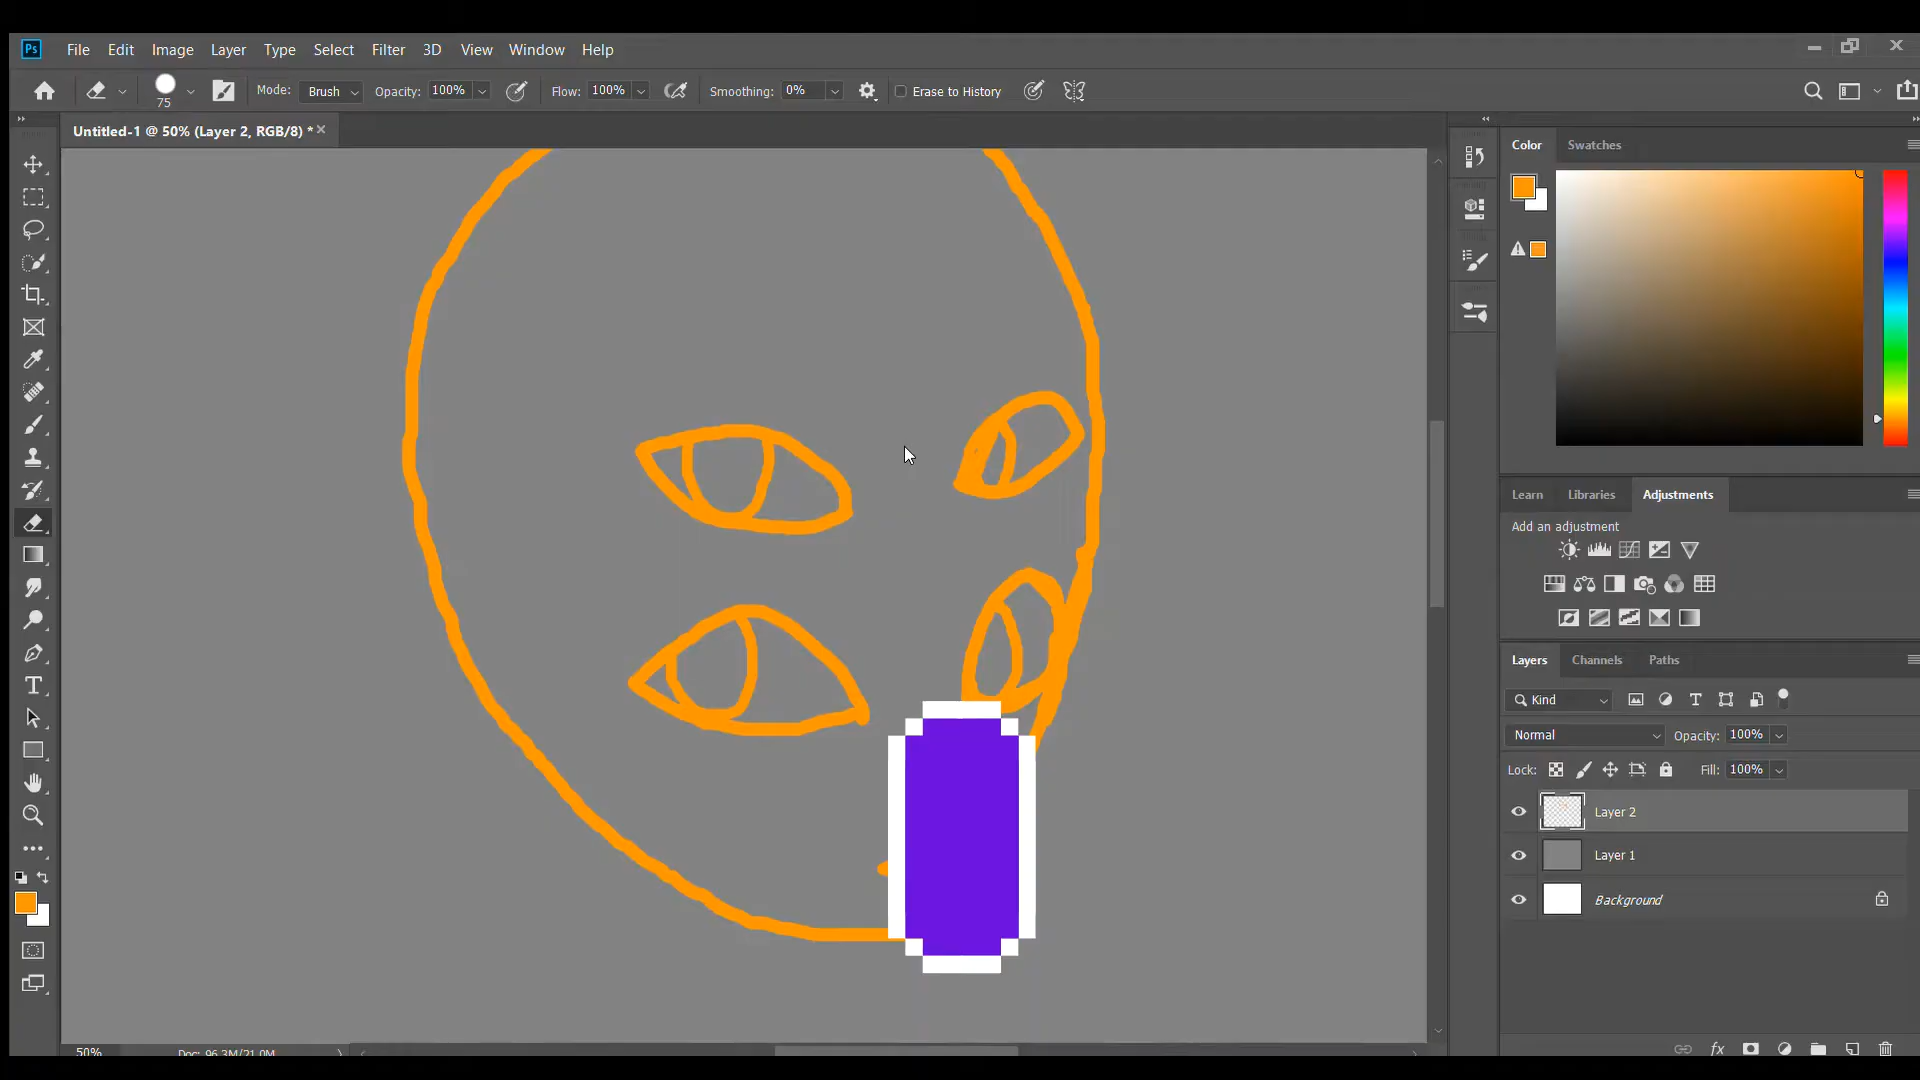 Ps File Edit Image Layer Type Select Filter 3D View Window Help
75 Mode: Brush Opacity: 100% Flow: 100% Smoothing: 0% Erase to History
Untitled-1 @ 50% (Layer 2, RGB/8) *
Color Swatches
Learn Libraries Adjustments
Add an adjustment
Layers Channels Paths
Kind
Normal Opacity: 100%
Lock: Fill: 100%
Layer 2
Layer 1
Background
fx
50% Doc: 96.3M/21.0M